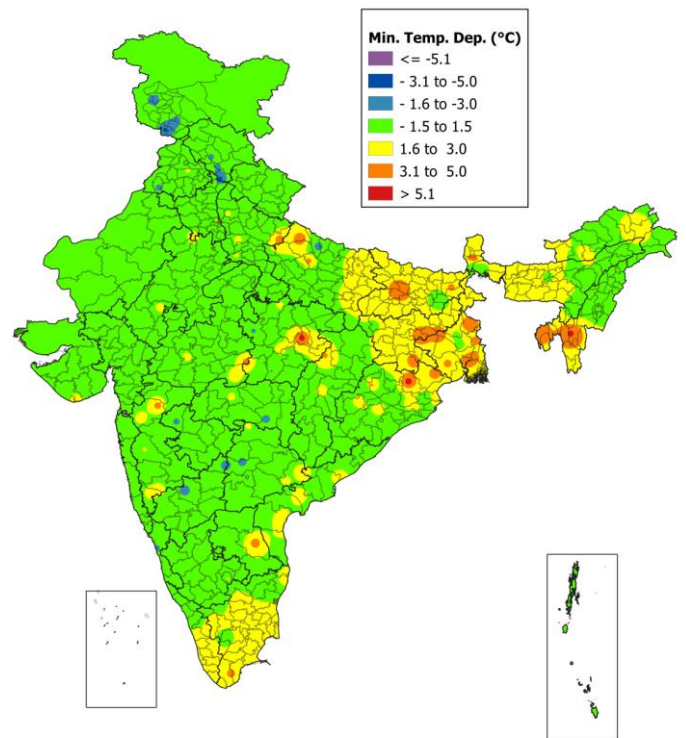 Min. Temp. Dep. (°C)
<= -5.1
- 3.1 to -5.0
- 1.6 to -3.0
- 1.5 to 1.5
1.6 to 3.0
3.1 to 5.0
> 5.1